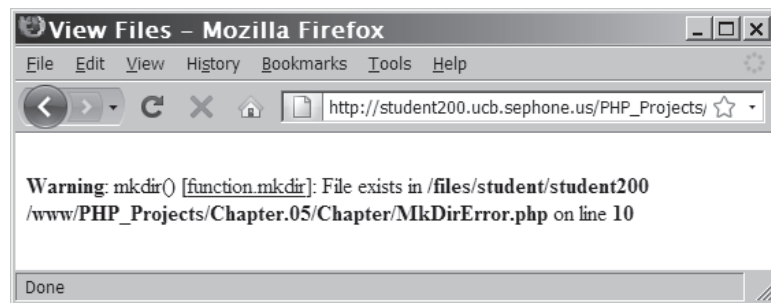 View Files – Mozilla Firefox
File Edit View History Bookmarks Tools Help
http://student200.ucb.sephone.us/PHP_Projects/
Warning: mkdir() [function.mkdir]: File exists in /files/student/student200
/www/PHP_Projects/Chapter.05/Chapter/MkDirError.php on line 10
Done